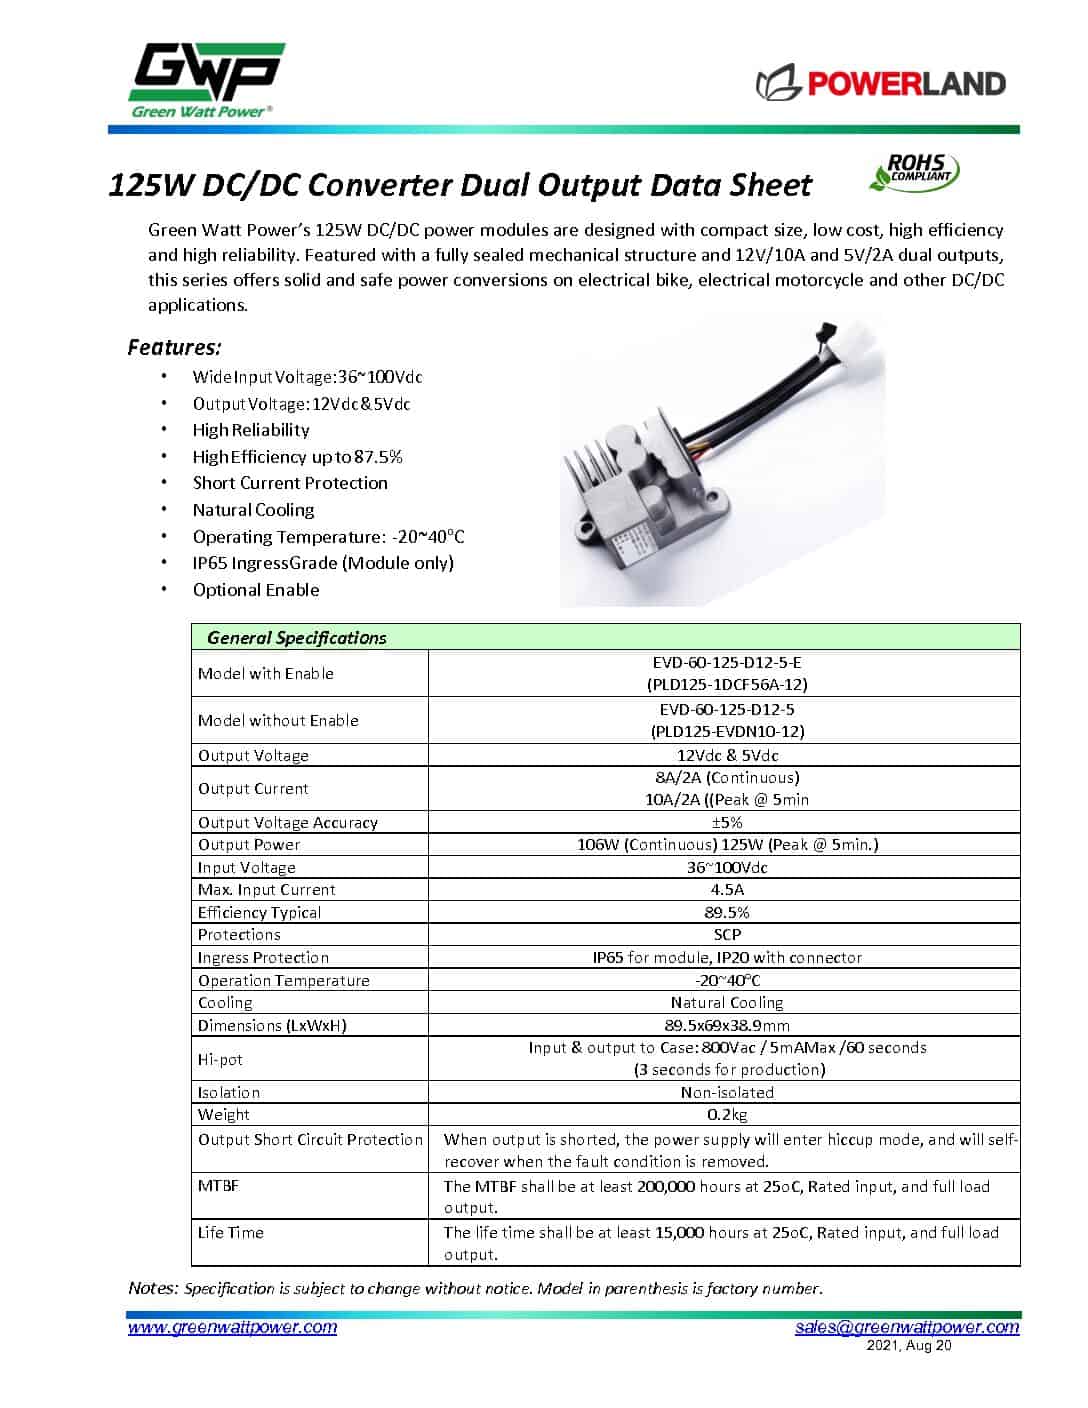 GWP
Green Watt Power®
POWERLAND
125W DC/DC Converter Dual Output Data Sheet
ROHS
COMPLIANT
Green Watt Power's 125W DC/DC power modules are designed with compact size, low cost, high efficiency
and high reliability. Featured with a fully sealed mechanical structure and 12V/10A and 5V/2A dual outputs,
this series offers solid and safe power conversions on electrical bike, electrical motorcycle and other DC/DC
applications.
Features:
• Wide Input Voltage: 36~100Vdc
• Output Voltage: 12Vdc & 5Vdc
• High Reliability
• High Efficiency up to 87.5%
• Short Current Protection
• Natural Cooling
• Operating Temperature: -20~40°C
• IP65 IngressGrade (Module only)
• Optional Enable
General Specifications
Model with Enable
EVD-60-125-D12-5-E
(PLD125-1DCF56A-12)
Model without Enable
EVD-60-125-D12-5
(PLD125-EVDN10-12)
Output Voltage 12Vdc & 5Vdc
Output Current
8A/2A (Continuous)
10A/2A ((Peak @ 5min
Output Voltage Accuracy ±5%
Output Power 106W (Continuous) 125W (Peak @ 5min.)
Input Voltage 36~100Vdc
Max. Input Current 4.5A
Efficiency Typical 89.5%
Protections SCP
Ingress Protection IP65 for module, IP20 with connector
Operation Temperature -20~40°C
Cooling Natural Cooling
Dimensions (LxWxH) 89.5x69x38.9mm
Hi-pot
Input & output to Case: 800Vac / 5mAMax /60 seconds
(3 seconds for production)
Isolation Non-isolated
Weight 0.2kg
Output Short Circuit Protection When output is shorted, the power supply will enter hiccup mode, and will self-
recover when the fault condition is removed.
MTBF The MTBF shall be at least 200,000 hours at 25oC, Rated input, and full load
output.
Life Time The life time shall be at least 15,000 hours at 25oC, Rated input, and full load
output.
Notes: Specification is subject to change without notice. Model in parenthesis is factory number.
www.greenwattpower.com sales@greenwattpower.com
2021, Aug 20